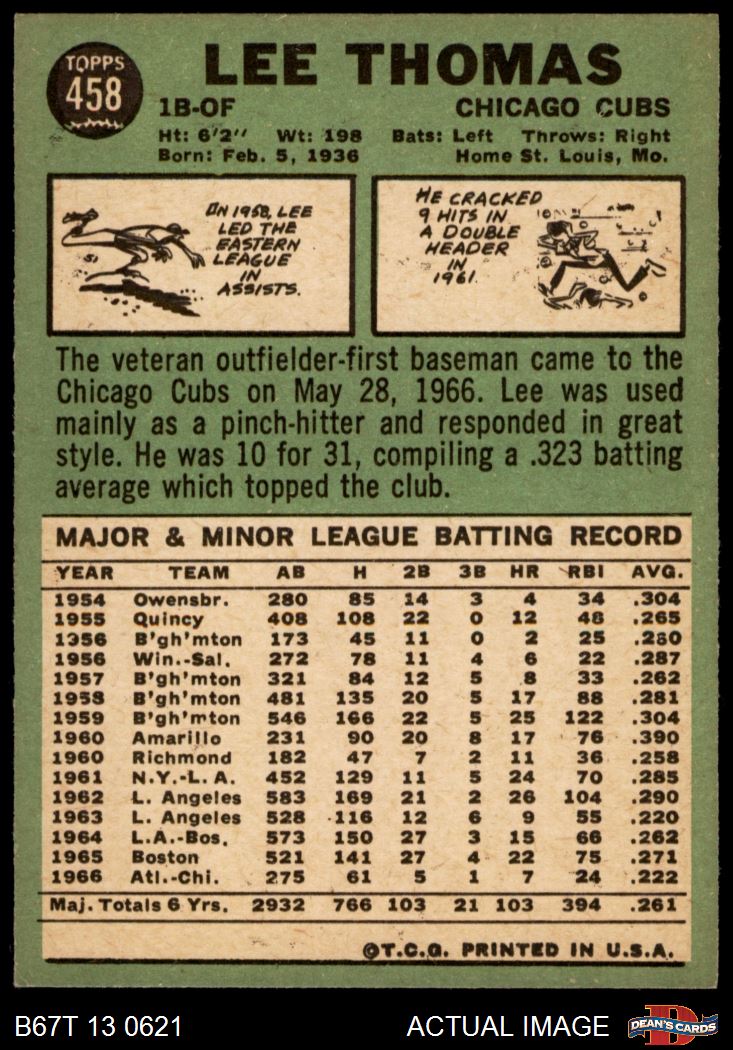 TOPPS
458
LEE THOMAS
1B-OF CHICAGO CUBS
Ht: 6'2" Wt: 198 Bats: Left Throws: Right
Born: Feb. 5, 1936 Home St. Louis, Mo.
IN 1958, LEE
LED THE
EASTERN
LEAGUE
IN
ASSISTS.
HE CRACKED
9 HITS IN
A DOUBLE
HEADER
IN
1961.
The veteran outfielder-first baseman came to the
Chicago Cubs on May 28, 1966. Lee was used
mainly as a pinch-hitter and responded in great
style. He was 10 for 31, compiling a .323 batting
average which topped the club.
MAJOR & MINOR LEAGUE BATTING RECORD
YEAR TEAM AB H 2B 3B HR RBI AVG.
1954 Owensbr. 280 85 14 3 4 34 .304
1955 Quincy 408 108 22 0 12 48 .265
1356 B'gh'mton 173 45 11 0 2 25 .260
1956 Win.-Sal. 272 78 11 4 6 22 .287
1957 B'gh'mton 321 84 12 5 8 33 .262
1958 B'gh'mton 481 135 20 5 17 88 .281
1959 B'gh'mton 546 166 22 5 25 122 .304
1960 Amarillo 231 90 20 8 17 76 .390
1960 Richmond 182 47 7 2 11 36 .258
1961 N.Y.-L. A. 452 129 11 5 24 70 .285
1962 L. Angeles 583 169 21 2 26 104 .290
1963 L. Angeles 528 116 12 6 9 55 .220
1964 L.A.-Bos. 573 150 27 3 15 66 .262
1965 Boston 521 141 27 4 22 75 .271
1966 Atl.-Chi. 275 61 5 1 7 24 .222
Maj. Totals 6 Yrs. 2932 766 103 21 103 394 .261
©T.C.G. PRINTED IN U.S.A.
B67T 13 0621 ACTUAL IMAGE
DEAN'S CARDS